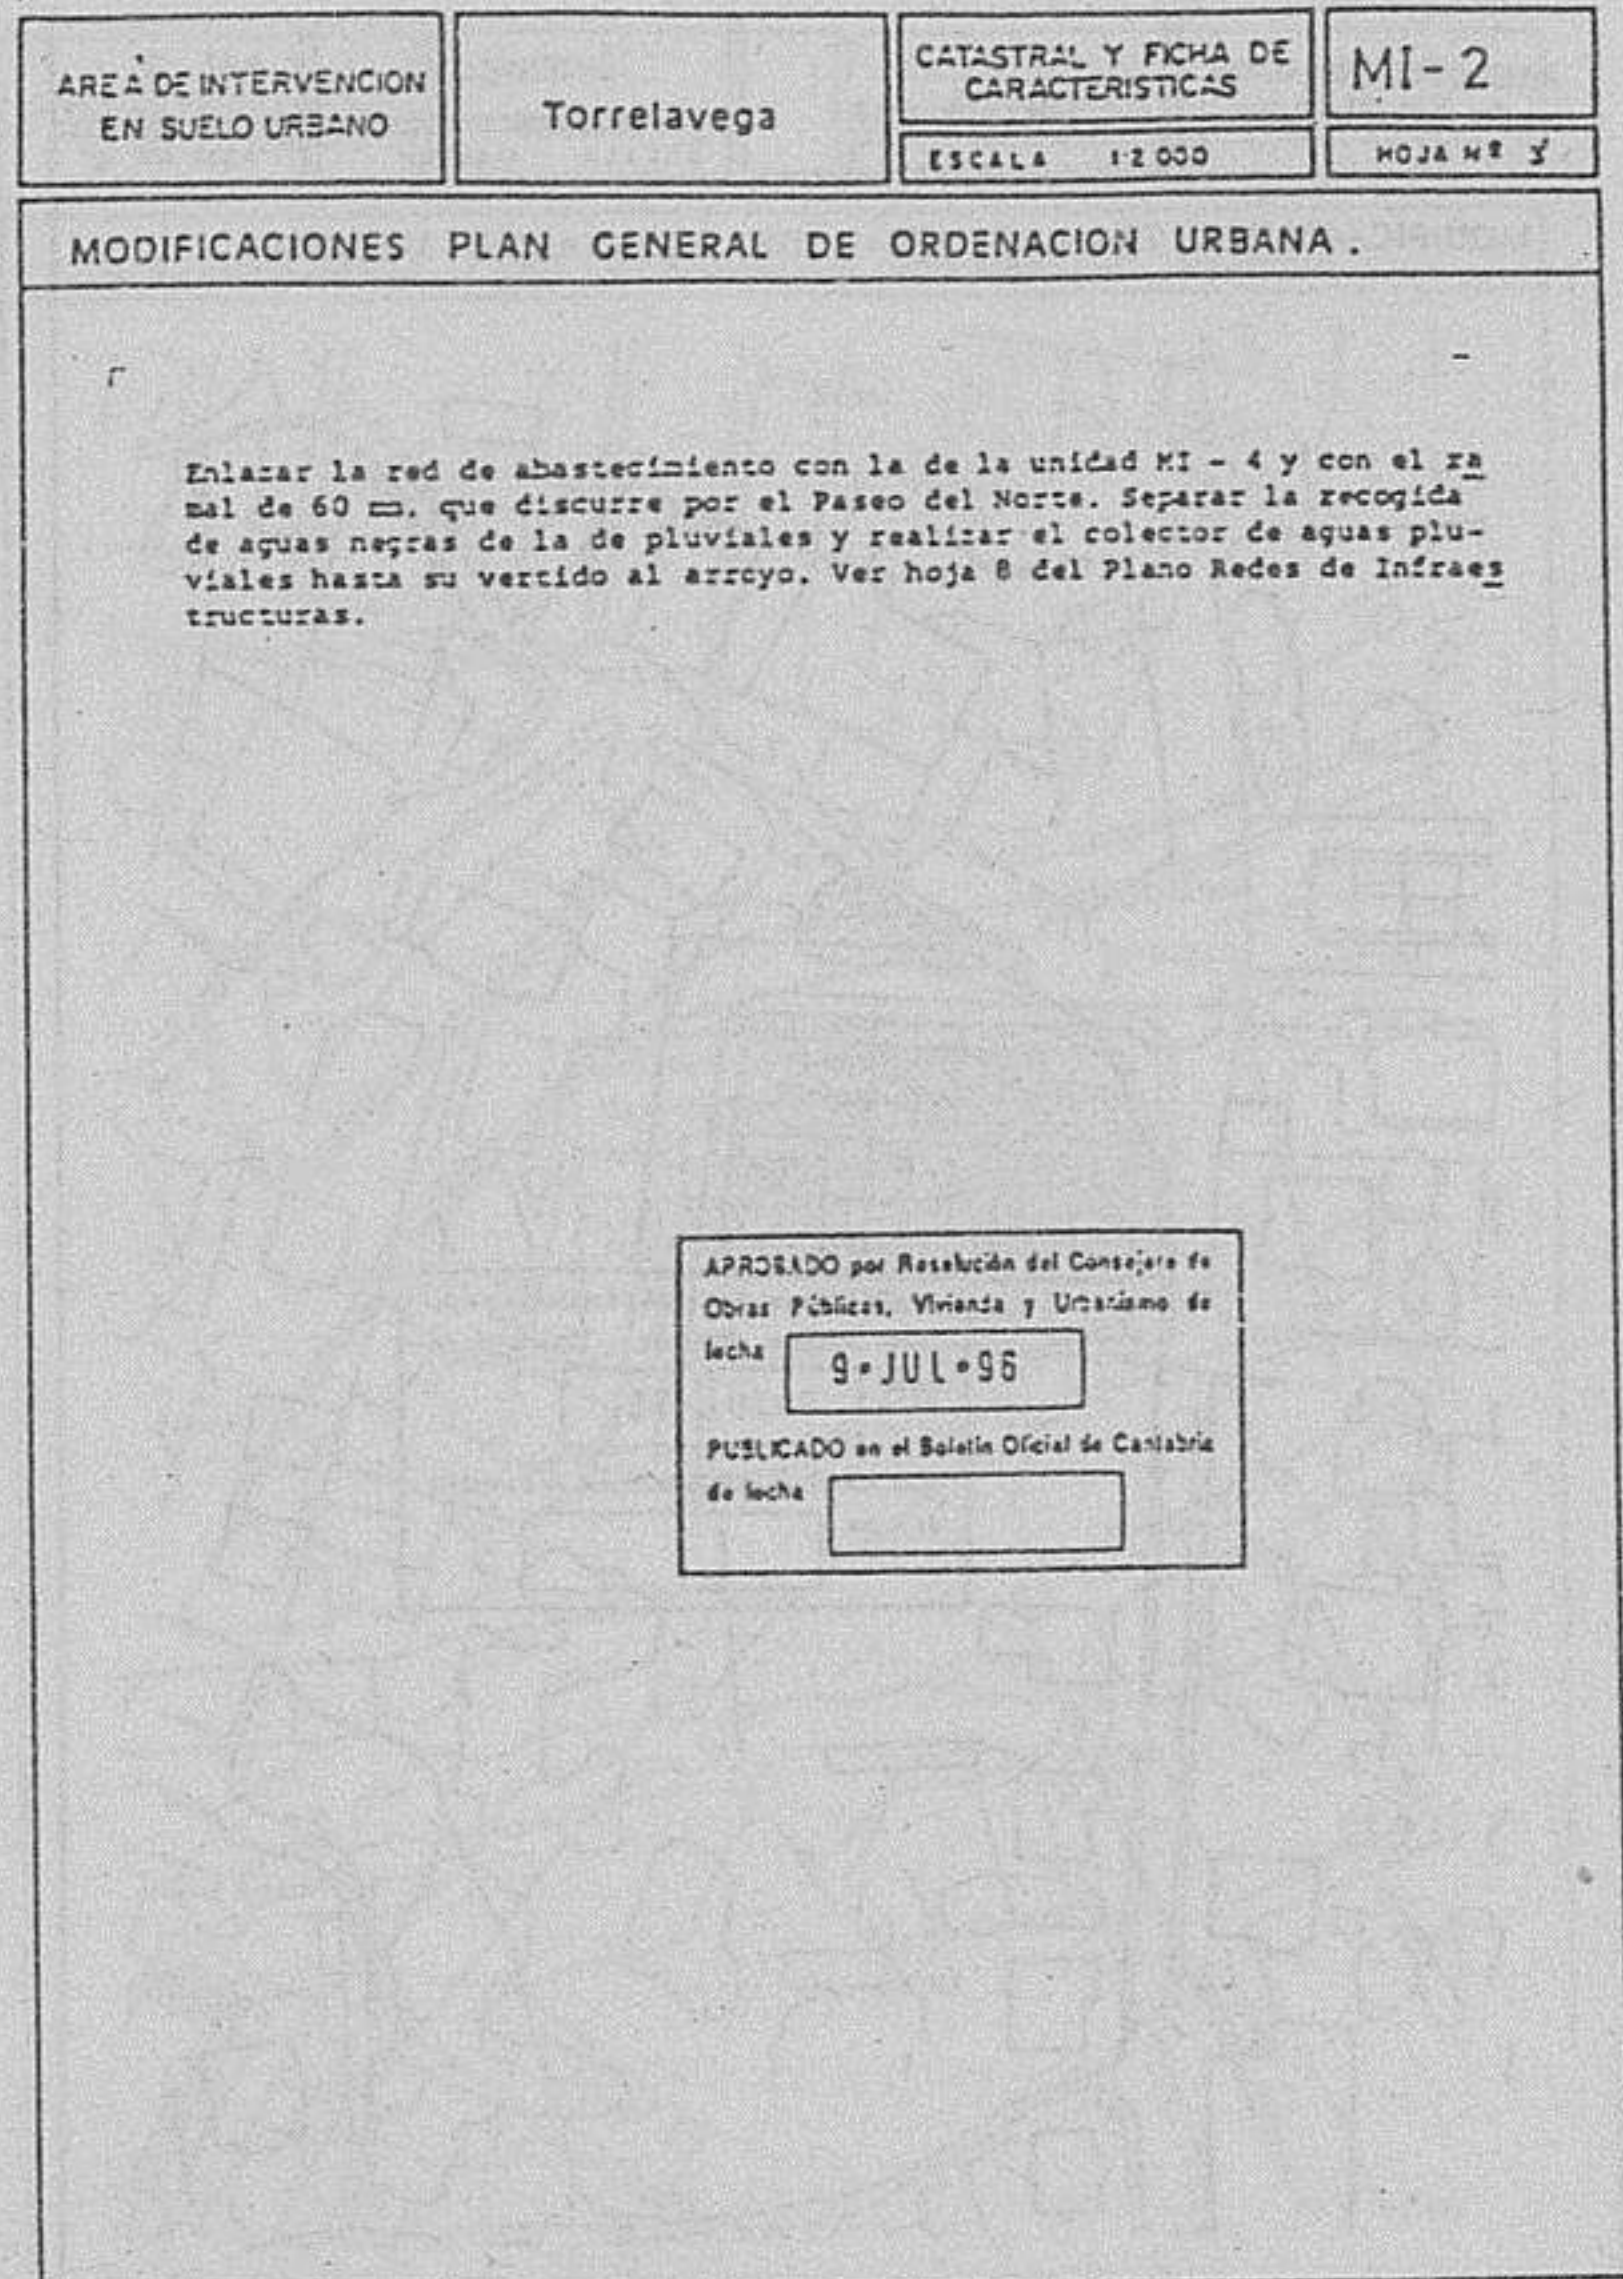 AREA DE INTERVENCION
EN SUELO URBANO
Torrelavega
CATASTRAL Y FICHA DE
CARACTERISTICAS
ESCALA 1:2.000
MI-2
HOJA Nº 3
MODIFICACIONES PLAN GENERAL DE ORDENACION URBANA.
Enlazar la red de abastecimiento con la de la unidad MI - 4 y con el ra
mal de 60 mm. que discurre por el Paseo del Norte. Separar la recogida
de aguas negras de la de pluviales y realizar el colector de aguas plu-
viales hasta su vertido al arroyo. Ver hoja 8 del Plano Redes de Infraes
tructuras.
APROBADO por Resolución del Consejero de
Obras Públicas, Vivienda y Urbanismo de
fecha
9•JUL•96
PUBLICADO en el Boletín Oficial de Cantabria
de fecha